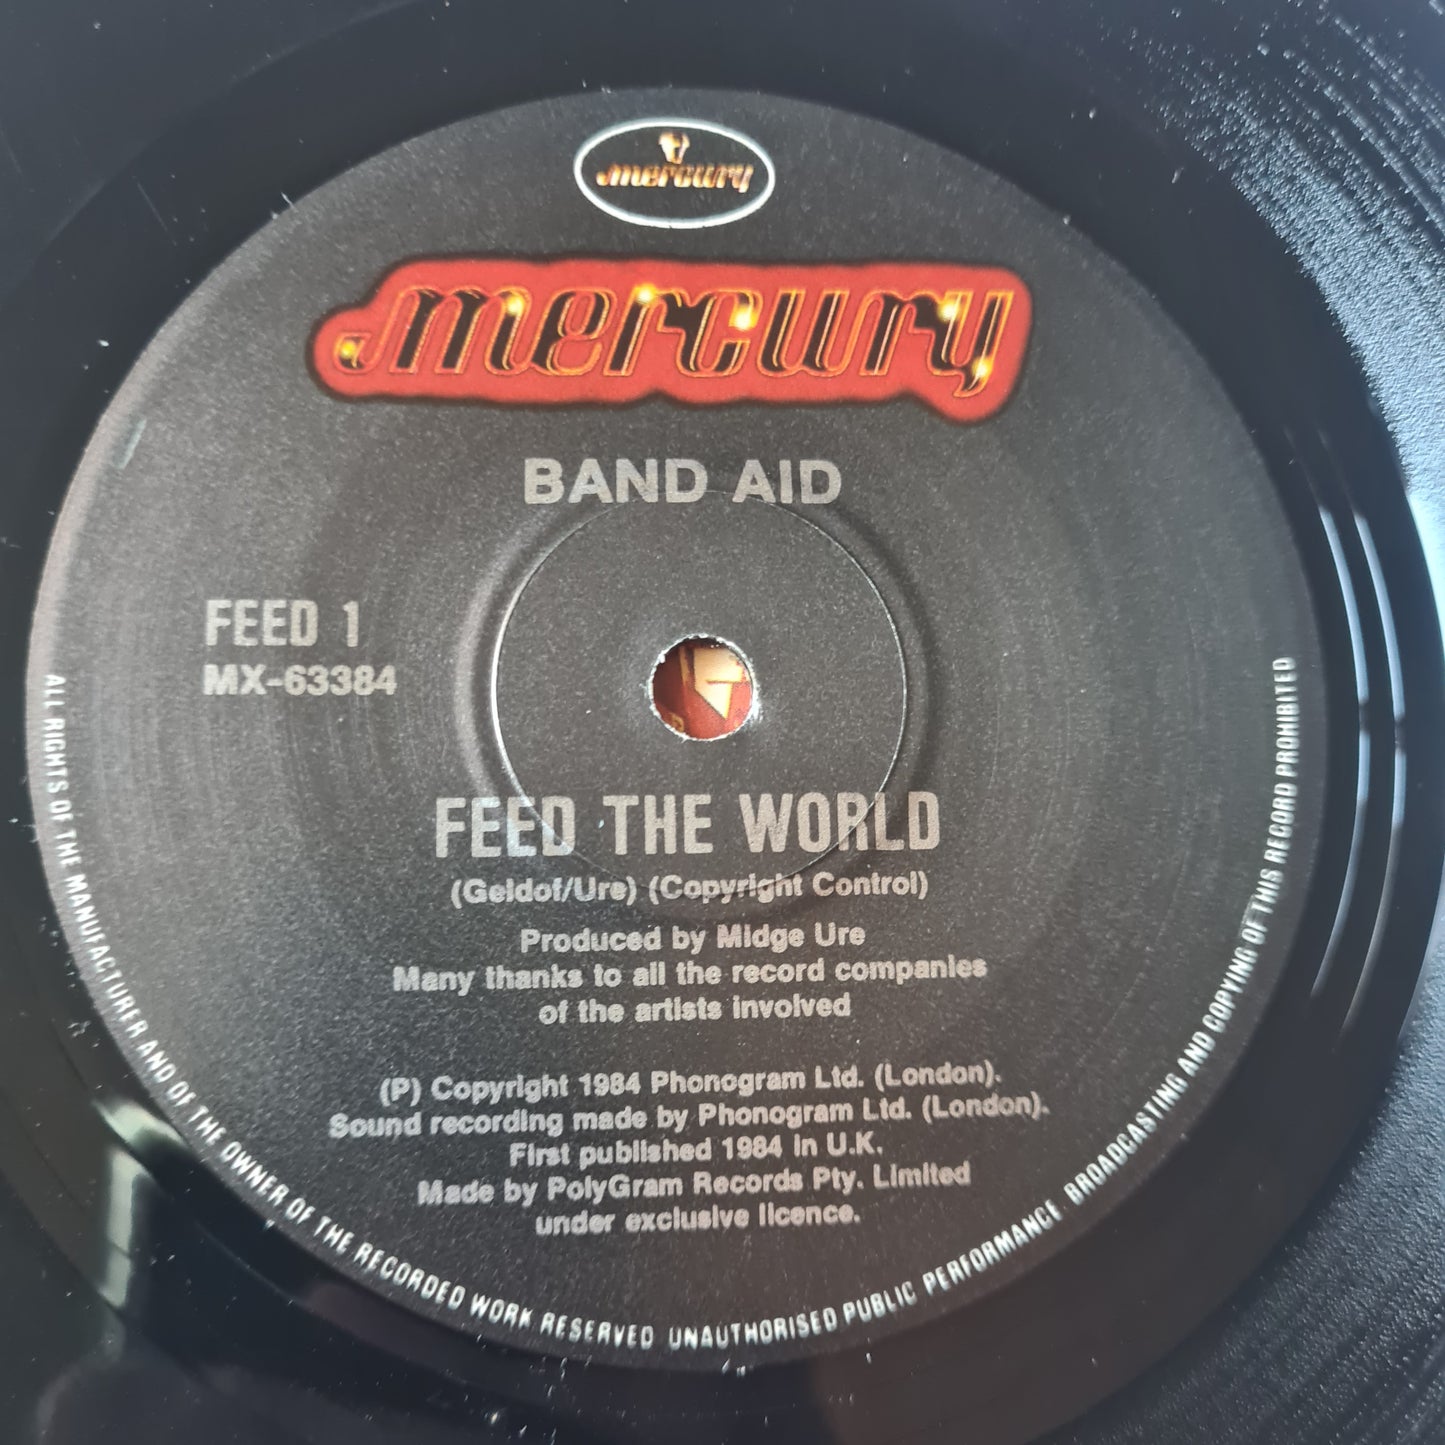 mercury
mercury
BAND AID
FEED 1
MX-63384
FEED THE WORLD
(Geldof/Ure) (Copyright Control)
Produced by Midge Ure
Many thanks to all the record companies
of the artists involved
(P) Copyright 1984 Phonogram Ltd. (London).
Sound recording made by Phonogram Ltd. (London).
First published 1984 in U.K.
Made by PolyGram Records Pty. Limited
under exclusive licence.
ALL RIGHTS OF THE MANUFACTURER AND OF THE OWNER OF THE RECORDED WORK RESERVED UNAUTHORISED PUBLIC PERFORMANCE BROADCASTING AND COPYING OF THIS RECORD PROHIBITED